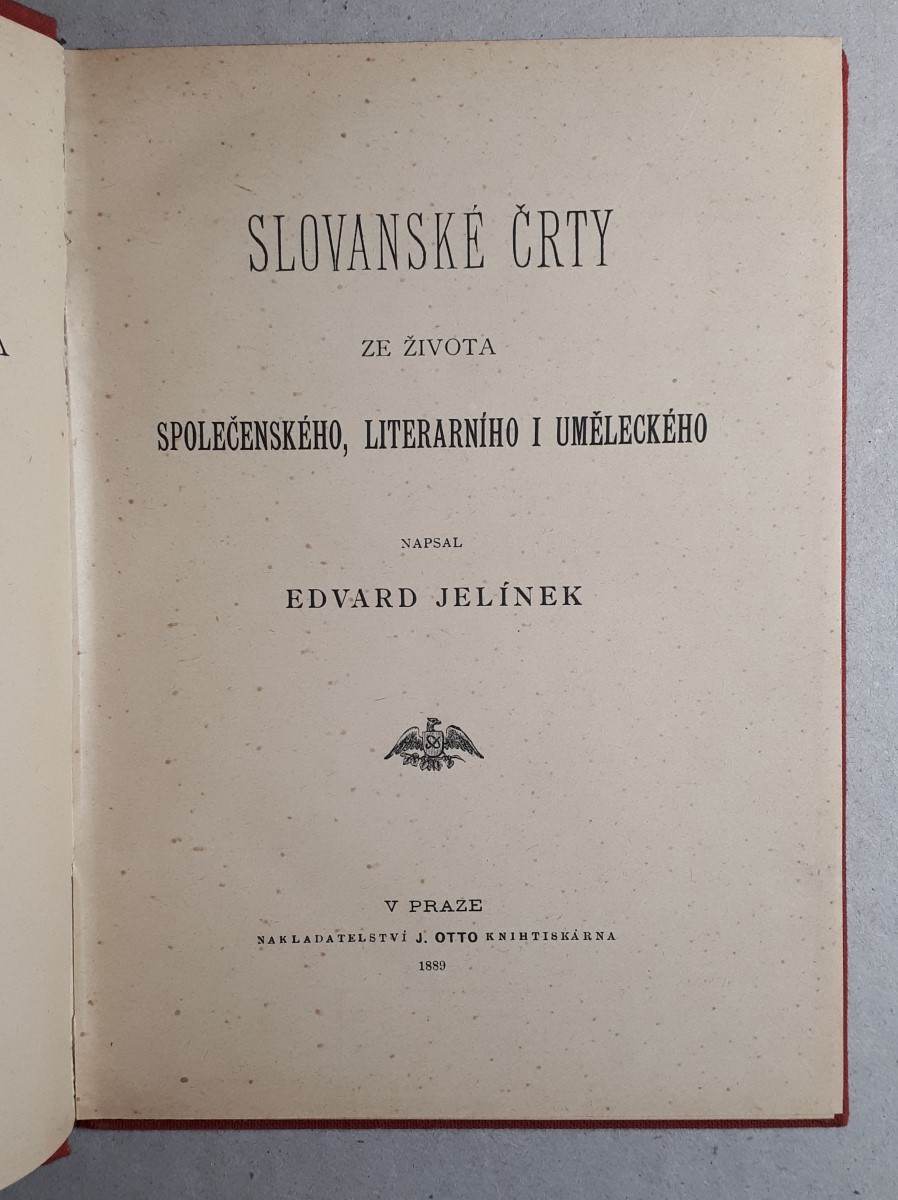 SLOVANSKÉ ČRTY
ZE ŽIVOTA
SPOLEČENSKÉHO, LITERARNÍHO I UMĚLECKÉHO
NAPSAL
EDVARD JELÍNEK
V PRAZE
NAKLADATELSTVÍ J. OTTO KNIHTISKÁRNA
1889